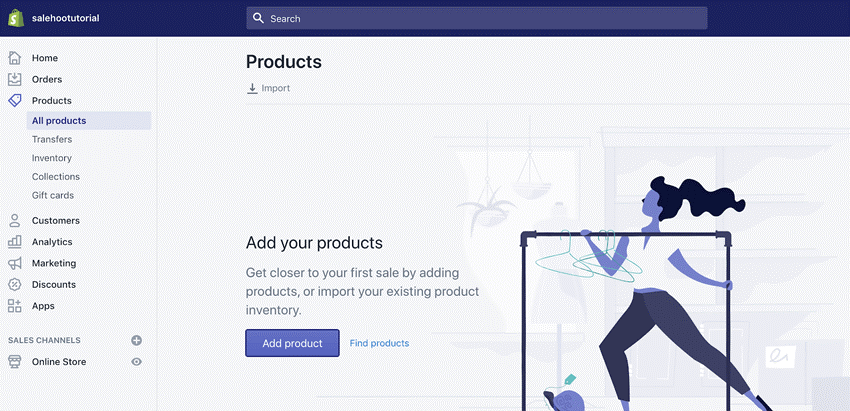 salehootutorial
Search
Home
Orders
Products
All products
Transfers
Inventory
Collections
Gift cards
Customers
Analytics
Marketing
Discounts
Apps
SALES CHANNELS
Online Store
Products
Import
Add your products
Get closer to your first sale by adding
products, or import your existing product
inventory.
Add product
Find products